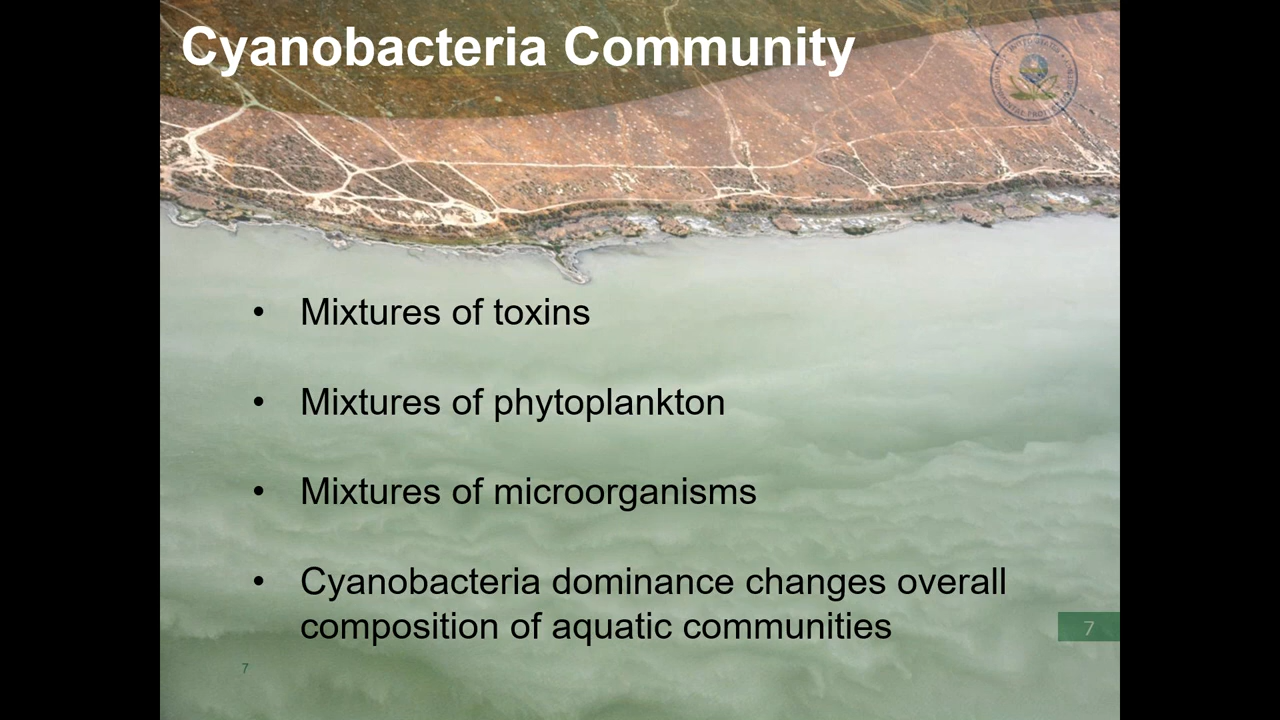 Cyanobacteria Community
• Mixtures of toxins
• Mixtures of phytoplankton
• Mixtures of microorganisms
• Cyanobacteria dominance changes overall
composition of aquatic communities
7
7